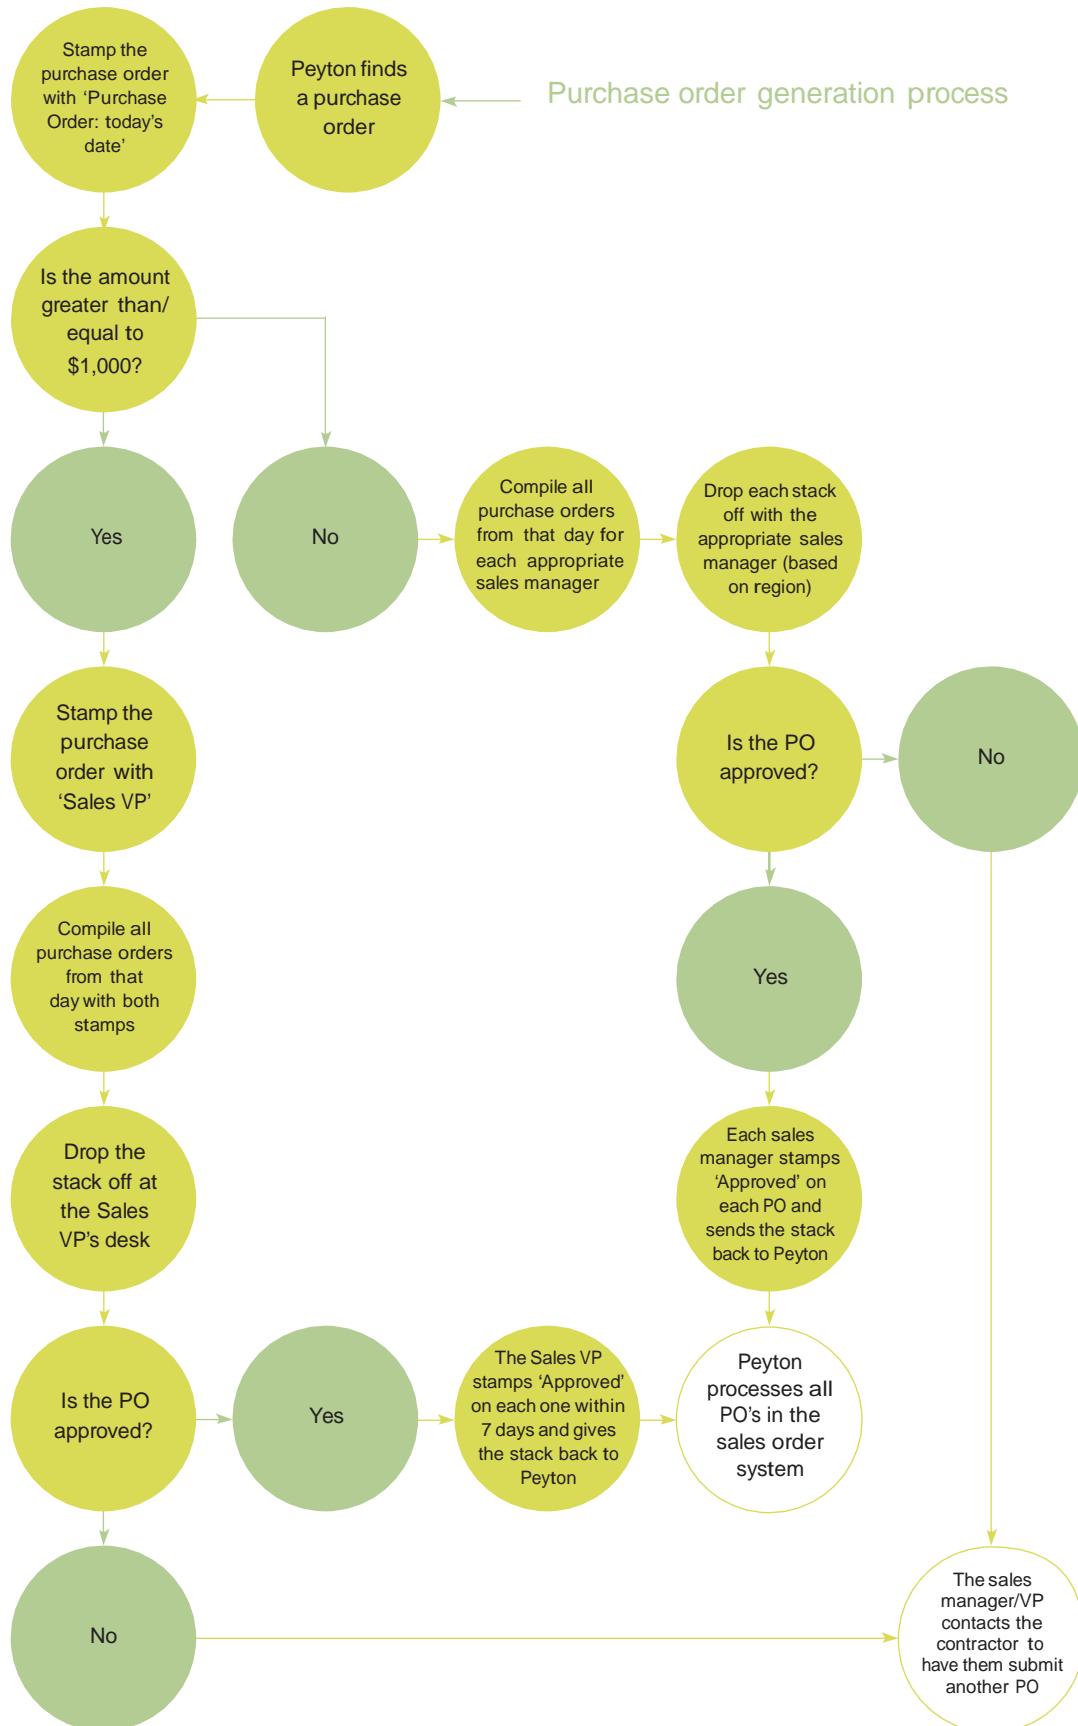 Purchase order generation process
Peyton finds
a purchase
order
Stamp the
purchase order
with ‘Purchase
Order: today's
date’
Is the amount
greater than/
equal to
$1,000?
Yes
No
Compile all
purchase orders
from that day for
each appropriate
sales manager
Drop each stack
off with the
appropriate sales
manager (based
on region)
Stamp the
purchase
order with
‘Sales VP’
Is the PO
approved?
No
Compile all
purchase orders
from that
day with both
stamps
Yes
Drop the
stack off at
the Sales
VP's desk
Each sales
manager stamps
‘Approved’ on
each PO and
sends the stack
back to Peyton
Is the PO
approved?
Yes
The Sales VP
stamps ‘Approved’
on each one within
7 days and gives
the stack back to
Peyton
Peyton
processes all
PO's in the
sales order
system
No
The sales
manager/VP
contacts the
contractor to
have them submit
another PO